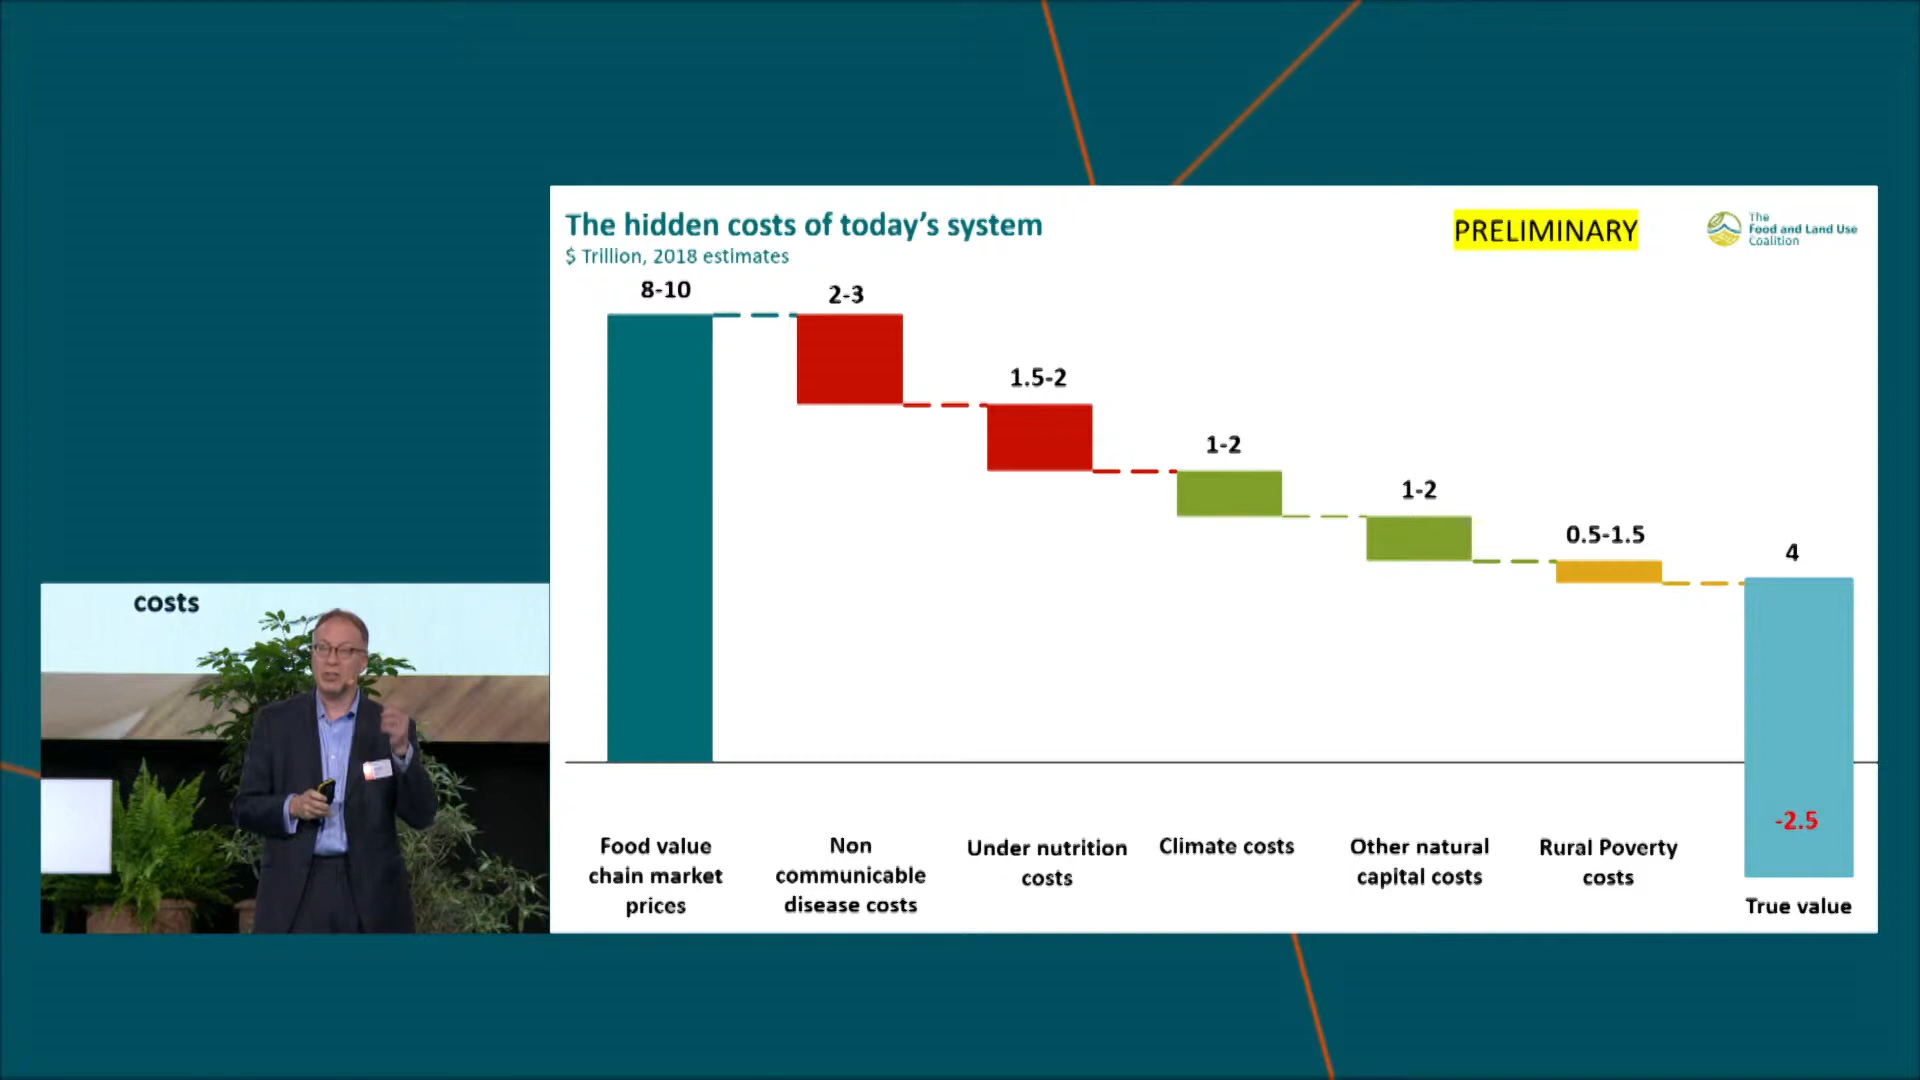 The hidden costs of today's system
$ Trillion, 2018 estimates
PRELIMINARY
The
Food and Land Use
Coalition
8-10
2-3
1.5-2
1-2
1-2
0.5-1.5
4
-2.5
Food value
chain market
prices
Non
communicable
disease costs
Under nutrition
costs
Climate costs
Other natural
capital costs
Rural Poverty
costs
True value
costs